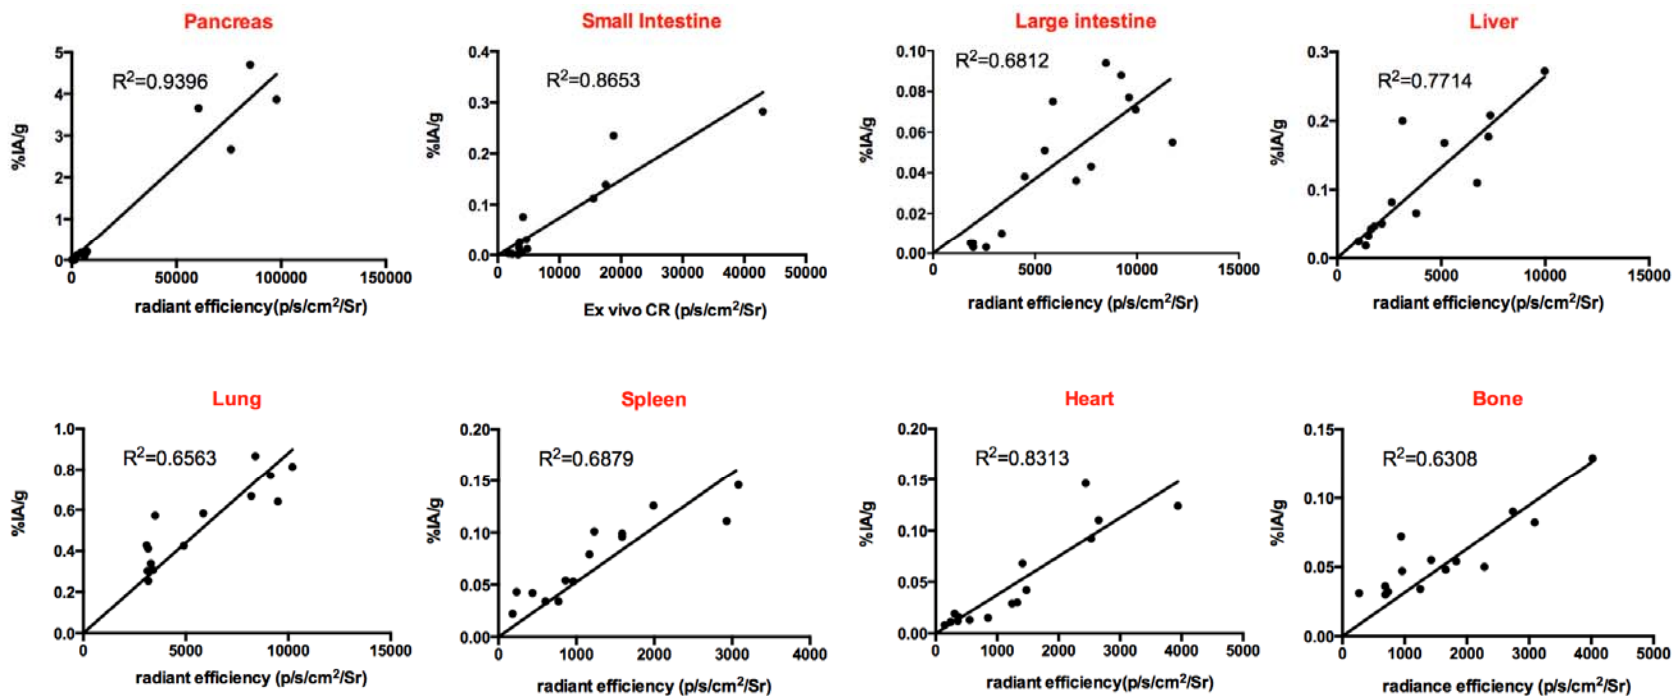 Pancreas
Small Intestine
Large intestine
Liver
R²=0.9396
R²=0.8653
R²=0.6812
R²=0.7714
%IA/g
5
4
3
2
1
0
0 50000 100000 150000
radiant efficiency(p/s/cm²/Sr)
%IA/g
0.4
0.3
0.2
0.1
0.0
0 10000 20000 30000 40000 50000
Ex vivo CR (p/s/cm²/Sr)
%IA/g
0.10
0.08
0.06
0.04
0.02
0.00
0 5000 10000 15000
radiant efficiency(p/s/cm²/Sr)
%IA/g
0.3
0.2
0.1
0.0
0 5000 10000 15000
radiant efficiency(p/s/cm²/Sr)
Lung
Spleen
Heart
Bone
R²=0.6563
R²=0.6879
R²=0.8313
R²=0.6308
%IA/g
1.0
0.8
0.6
0.4
0.2
0.0
0 5000 10000 15000
radiant efficiency (p/s/cm²/Sr)
%IA/g
0.20
0.15
0.10
0.05
0.00
0 1000 2000 3000 4000
radiant efficiency (p/s/cm²/Sr)
%IA/g
0.20
0.15
0.10
0.05
0.00
0 1000 2000 3000 4000 5000
radiant efficiency(p/s/cm²/Sr)
%IA/g
0.15
0.10
0.05
0.00
0 1000 2000 3000 4000 5000
radiance efficiency (p/s/cm²/Sr)